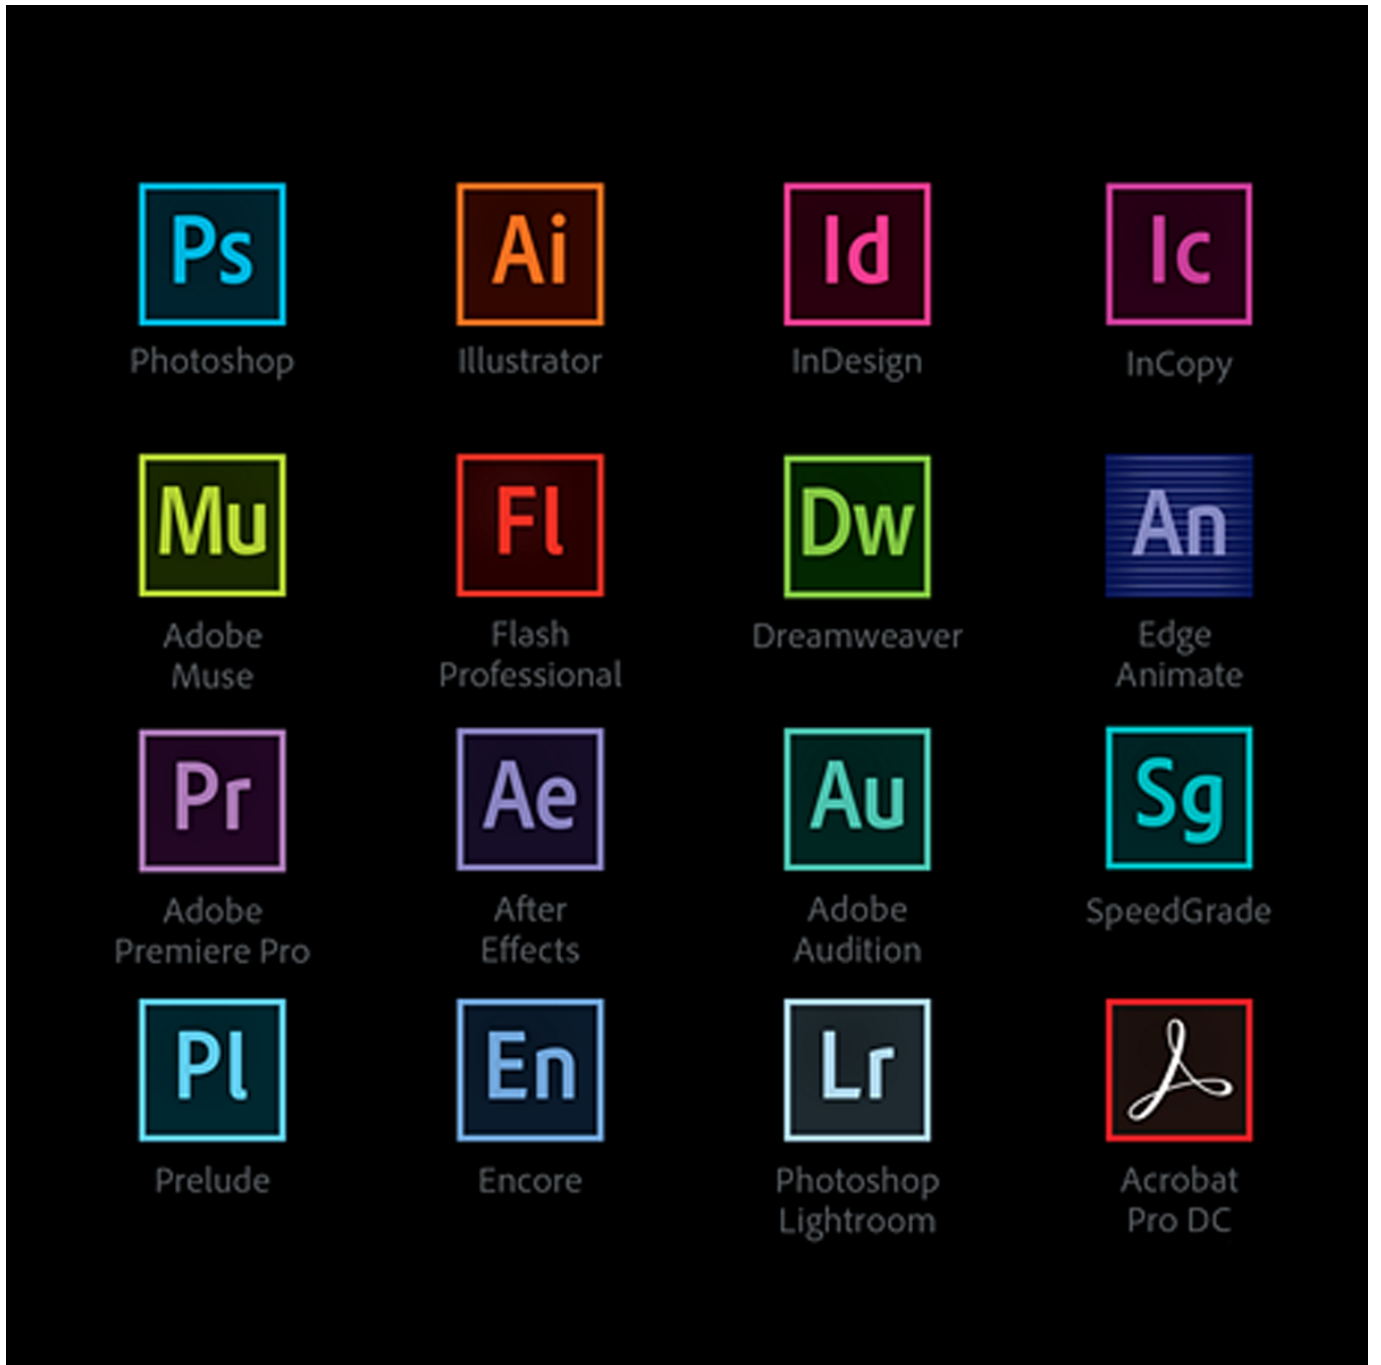 Ps Ai Id Ic
Photoshop Illustrator InDesign InCopy
Mu Fl Dw An
Adobe Flash Dreamweaver Edge
Muse Professional Animate
Pr Ae Au Sg
Adobe After Adobe SpeedGrade
Premiere Pro Effects Audition
Pl En Lr
Prelude Encore Photoshop Acrobat
Lightroom Pro DC